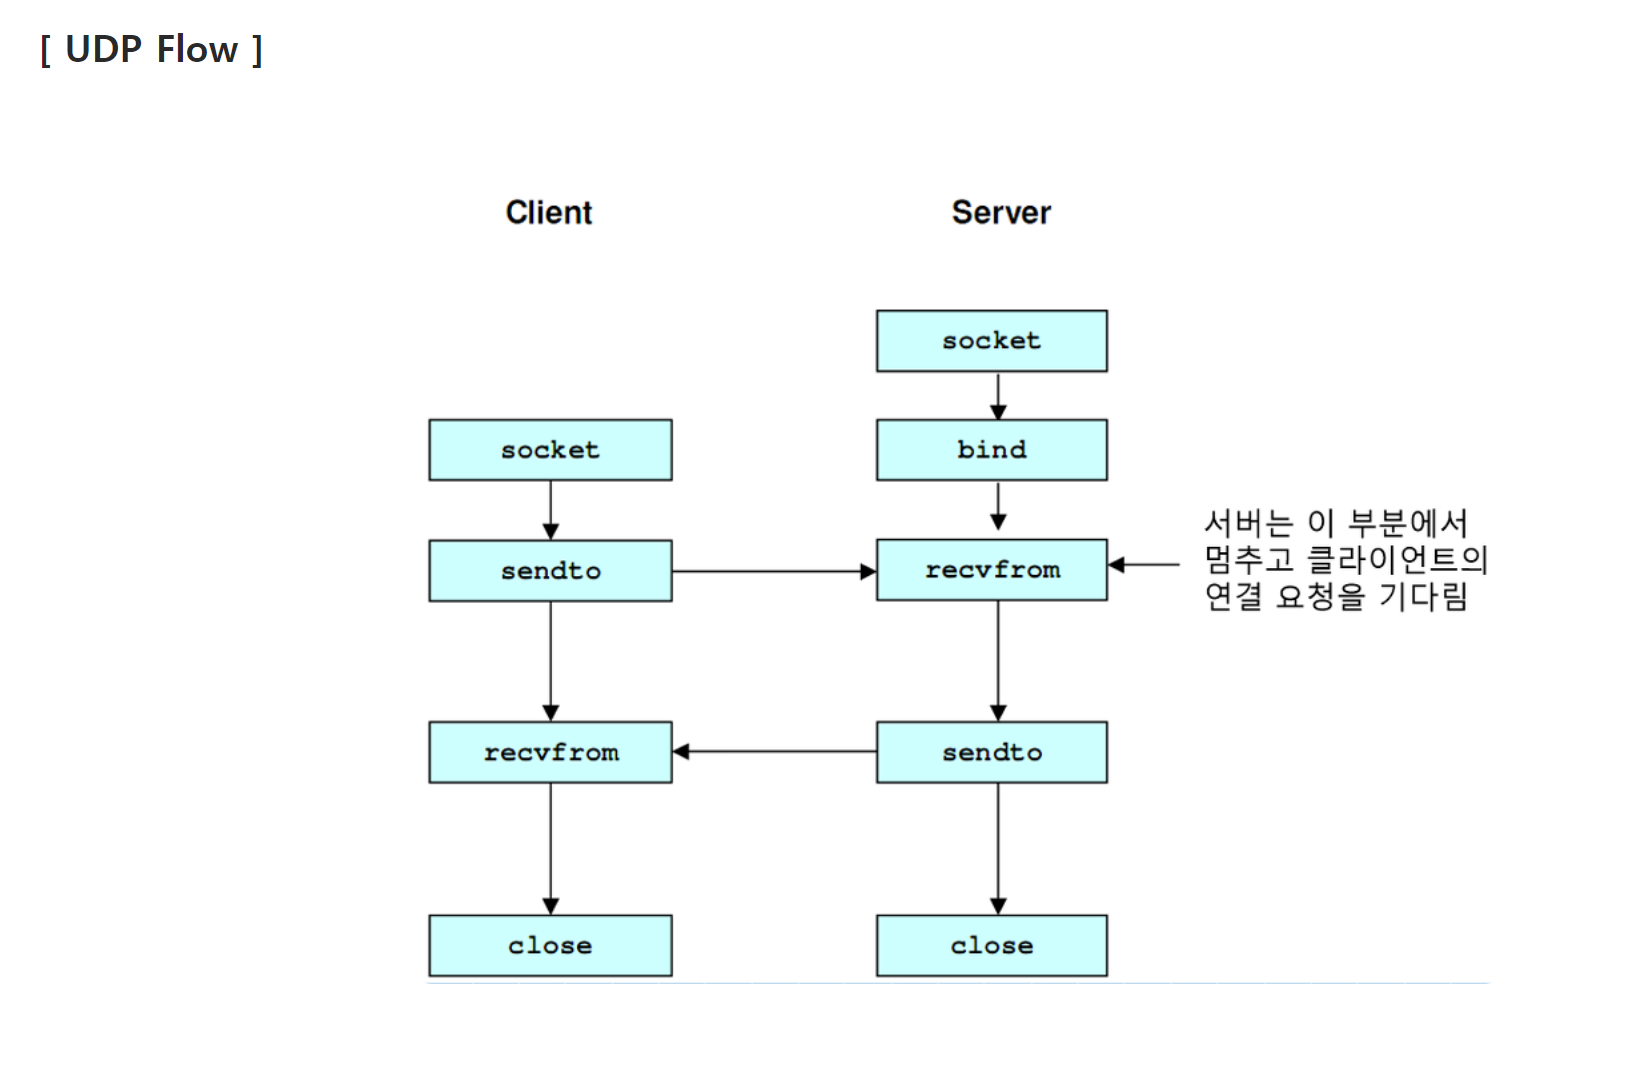 [ UDP Flow ]
Client
Server
socket
socket
bind
sendto
recvfrom
서버는 이 부분에서
멈추고 클라이언트의
연결 요청을 기다림
recvfrom
sendto
close
close